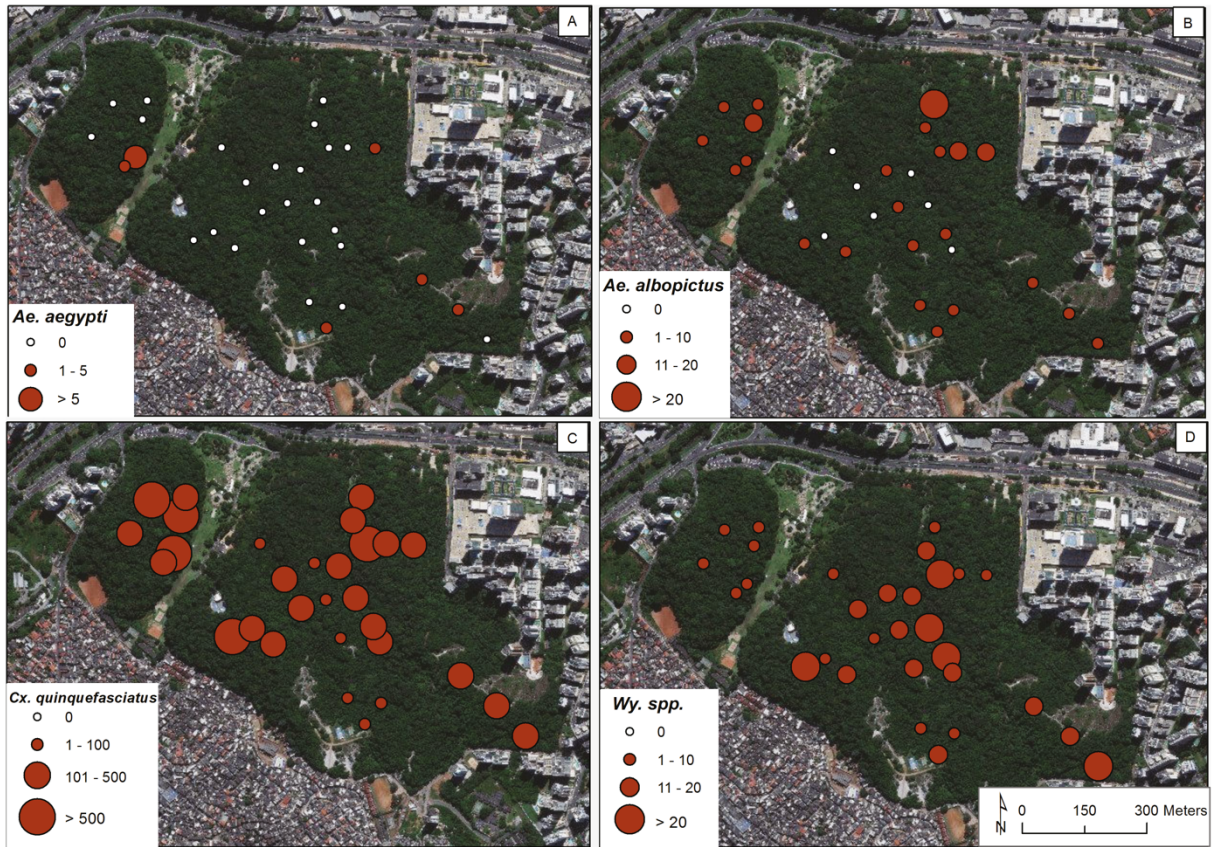 A
Ae. aegypti
0
1 - 5
> 5
B
Ae. albopictus
0
1 - 10
11 - 20
> 20
C
Cx. quinquefasciatus
0
1 - 100
101 - 500
> 500
D
Wy. spp.
0
1 - 10
11 - 20
> 20
N
0 150 300 Meters